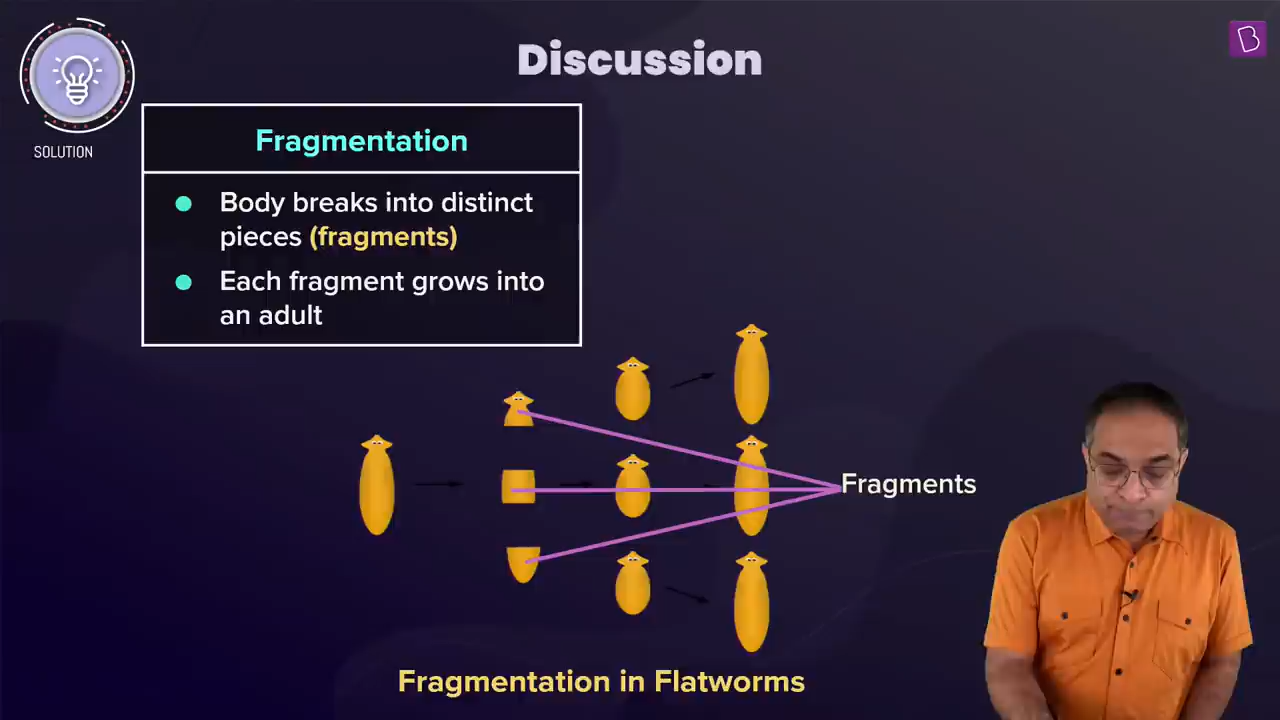 Discussion
SOLUTION
Fragmentation
Body breaks into distinct
pieces (fragments)
Each fragment grows into
an adult
Fragments
Fragmentation in Flatworms